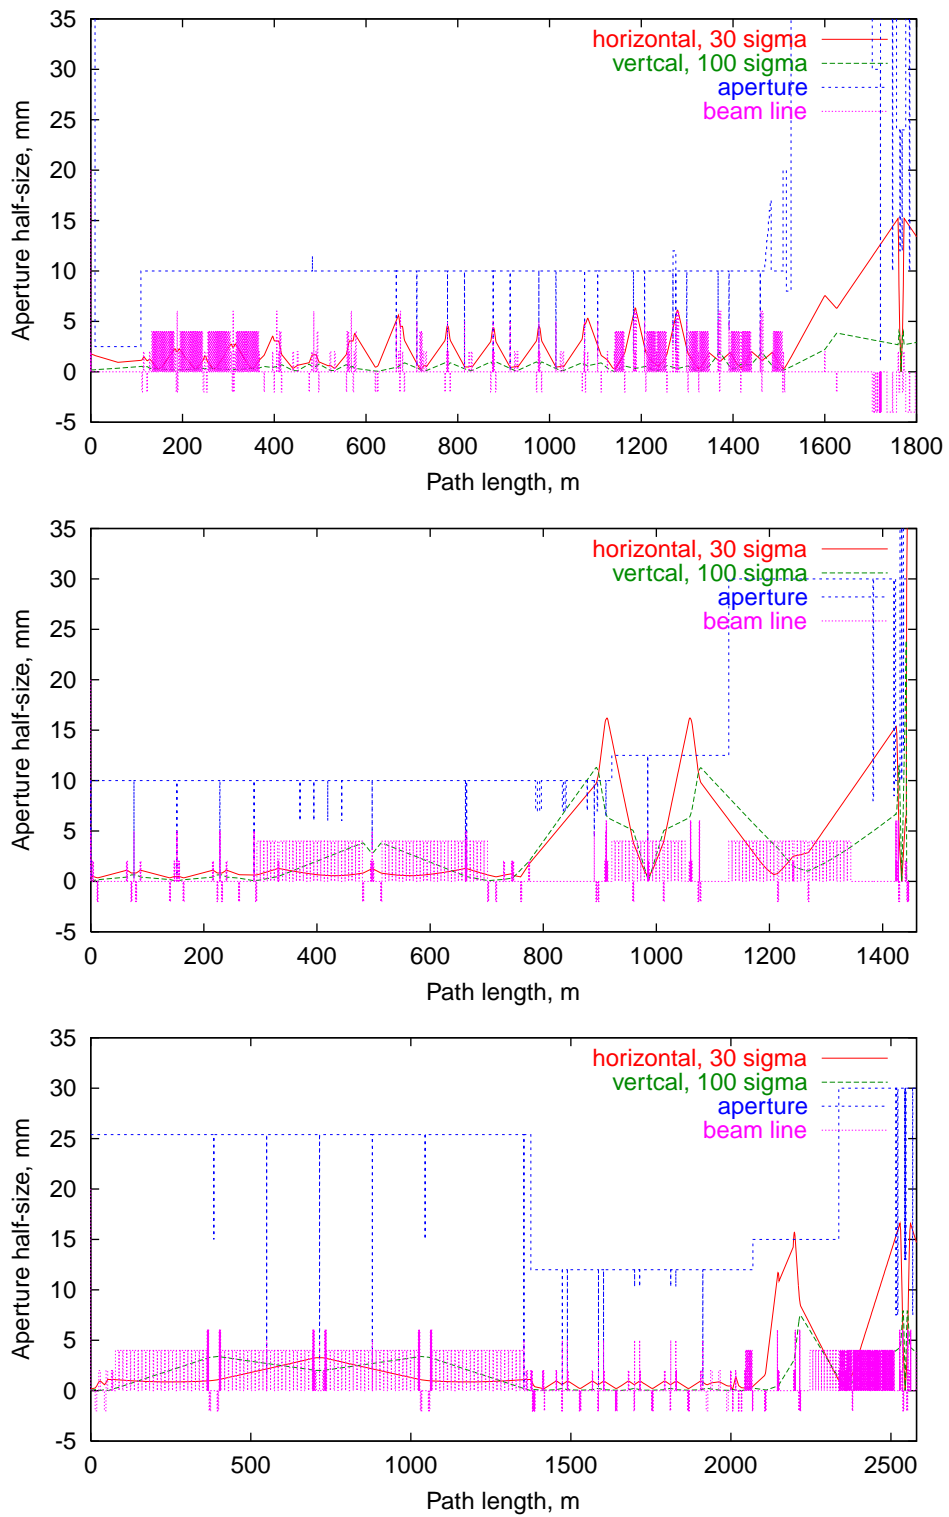 35
30
25
20
15
10
5
0
-5
Aperture half-size, mm
horizontal, 30 sigma
vertcal, 100 sigma
aperture
beam line
0 200 400 600 800 1000 1200 1400 1600 1800
Path length, m
35
30
25
20
15
10
5
0
-5
Aperture half-size, mm
horizontal, 30 sigma
vertcal, 100 sigma
aperture
beam line
0 200 400 600 800 1000 1200 1400
Path length, m
35
30
25
20
15
10
5
0
-5
Aperture half-size, mm
horizontal, 30 sigma
vertcal, 100 sigma
aperture
beam line
0 500 1000 1500 2000 2500
Path length, m